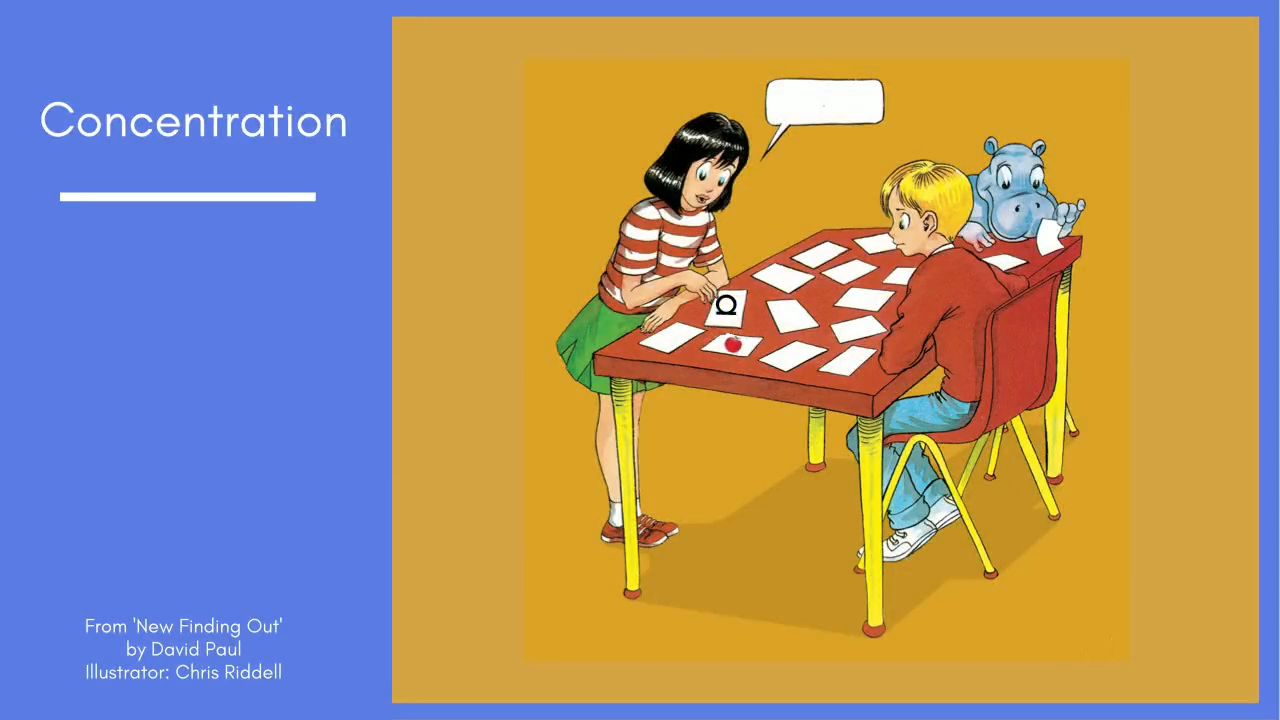 Concentration
a
From 'New Finding Out'
by David Paul
Illustrator: Chris Riddell